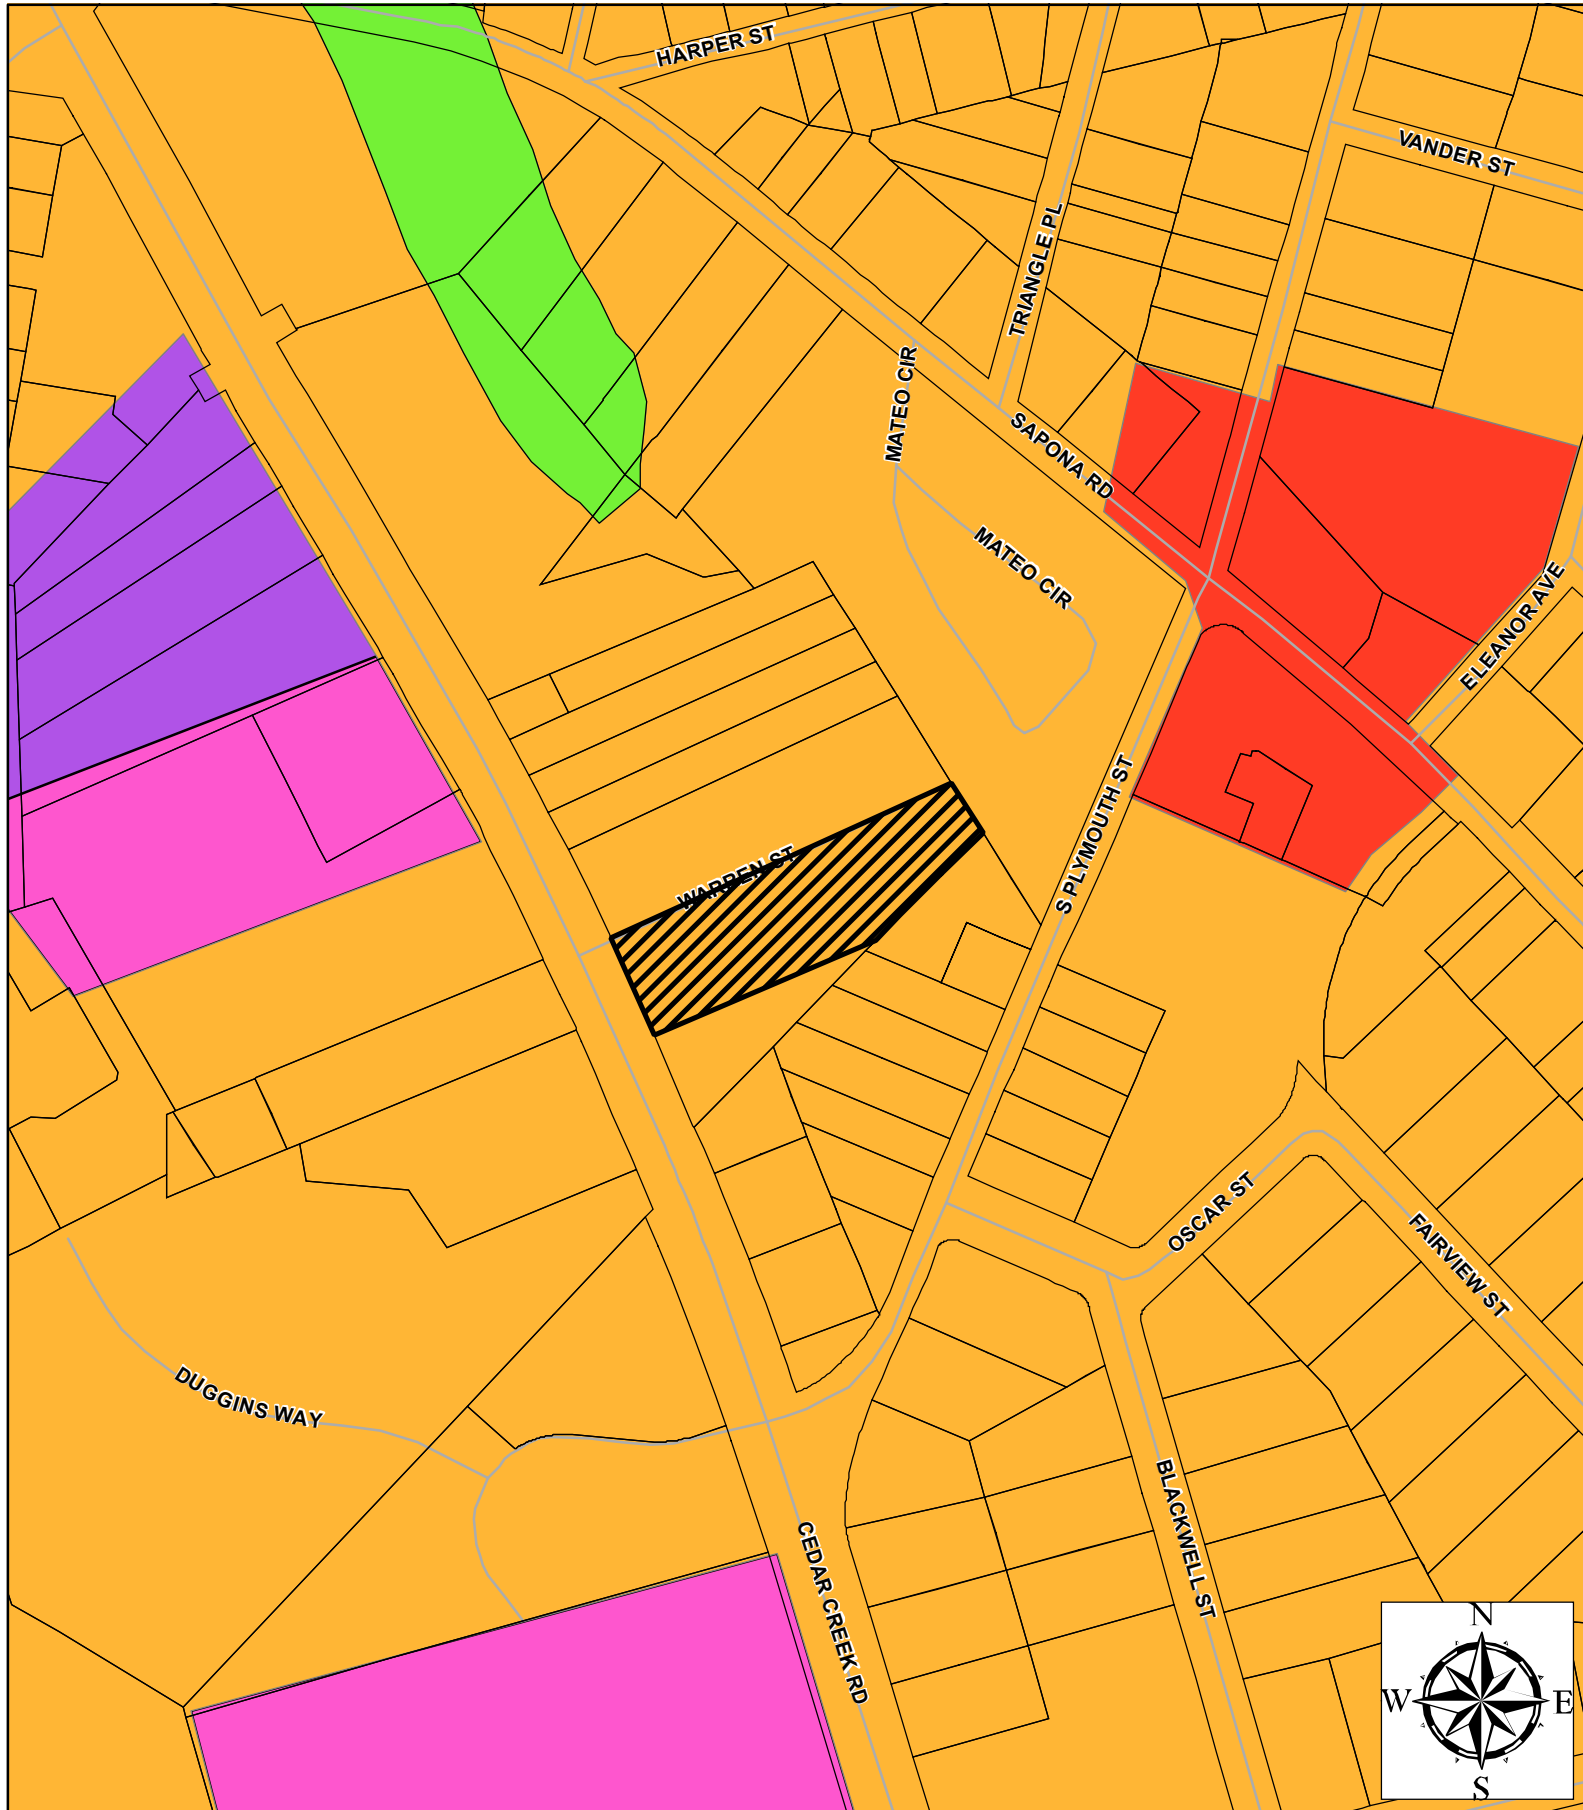 HARPER ST
VANDER ST
TRIANGLE PL
MATEO CIR
SAPONA RD
MATEO CIR
ELEANOR AVE
S PLYMOUTH ST
WARREN ST
OSCAR ST
FAIRVIEW ST
DUGGINS WAY
BLACKWELL ST
CEDAR CREEK RD
N
W
E
S